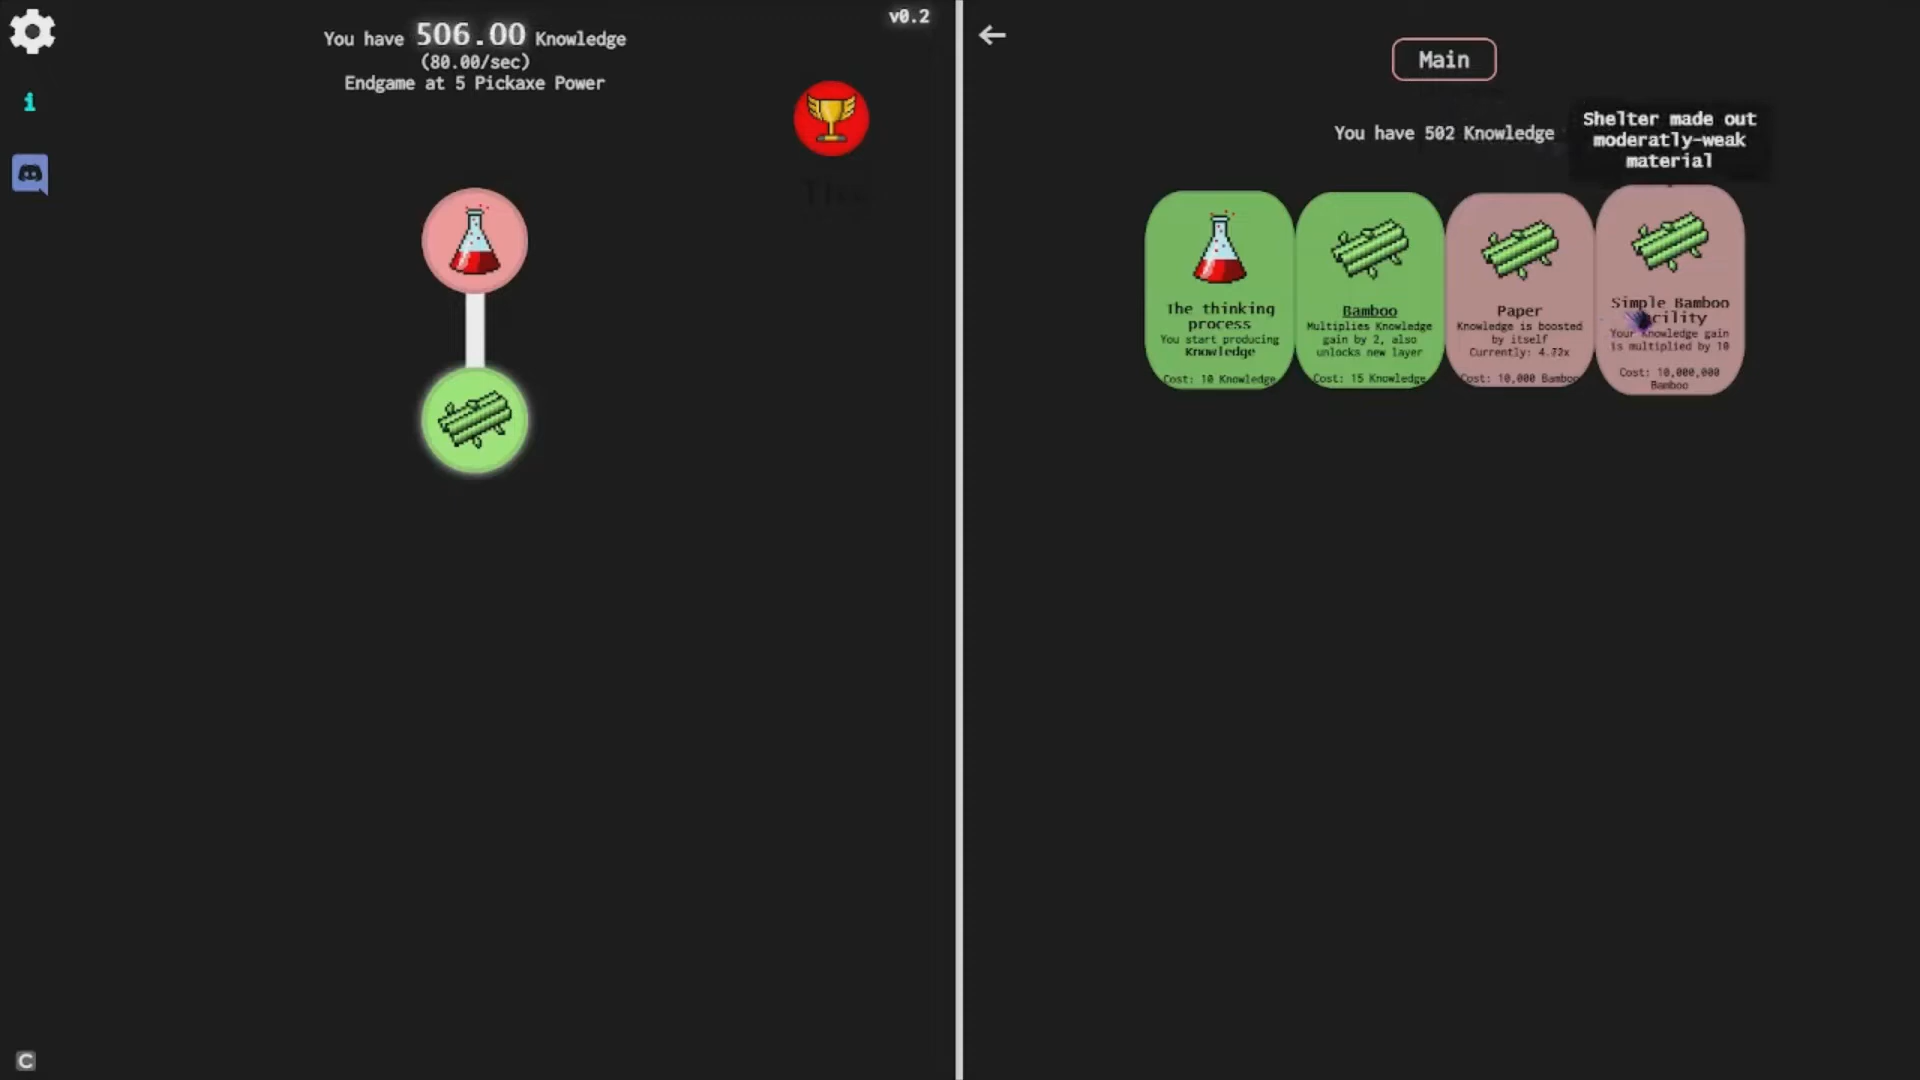 v0.2
You have 506.00 Knowledge
(80.00/sec)
Endgame at 5 Pickaxe Power
i
C
Main
You have 502 Knowledge
Shelter made out
moderatly-weak
material
The thinking
process
You start producing
Knowledge
Cost: 10 Knowledge
Bamboo
Multiplies Knowledge
gain by 2, also
unlocks new layer
Cost: 15 Knowledge
Paper
Knowledge is boosted
by itself
Currently: 4.32x
Cost: 10,000 Bamboo
Simple Bamboo
Your Knowledge gain
is multiplied by 10
Cost: 10,000,000
Bamboo